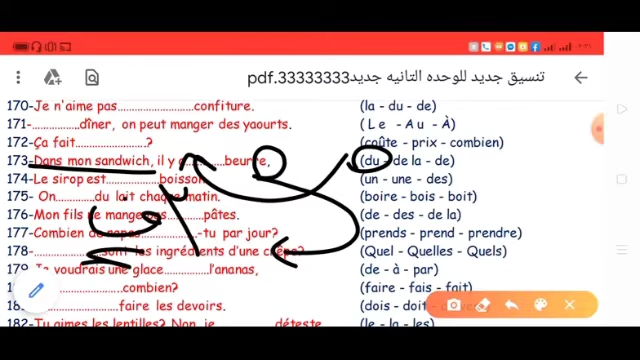 تنسيق جديد للوحده التانيه جديد33333333.pdf
170-Je n'aime pas..............confiture. (la - du - de)
171-............dîner, on peut manger des yaourts. (Le - Au - À)
172-Ça fait..................? (coûte - prix - combien)
173-Dans mon sandwich, il y a..........beurre, (du - de la - de)
174-Le sirop est.............boisson. (un - une - des)
175- On..........du lait chaque matin. (boire - bois - boit)
176-Mon fils ne mange pas..........pâtes. (de - des - de la)
177-Combien de repas..............-tu par jour? (prends - prend - prendre)
178-............sont les ingrédients d'une crêpe? (Quel - Quelles - Quels)
179-Je voudrais une glace............l'ananas, (de - à - par)
combien? (faire - fais - fait)
faire les devoirs. (dois - doit
182-Tu aimes les lentilles? Non, je............déteste (le - la - les)